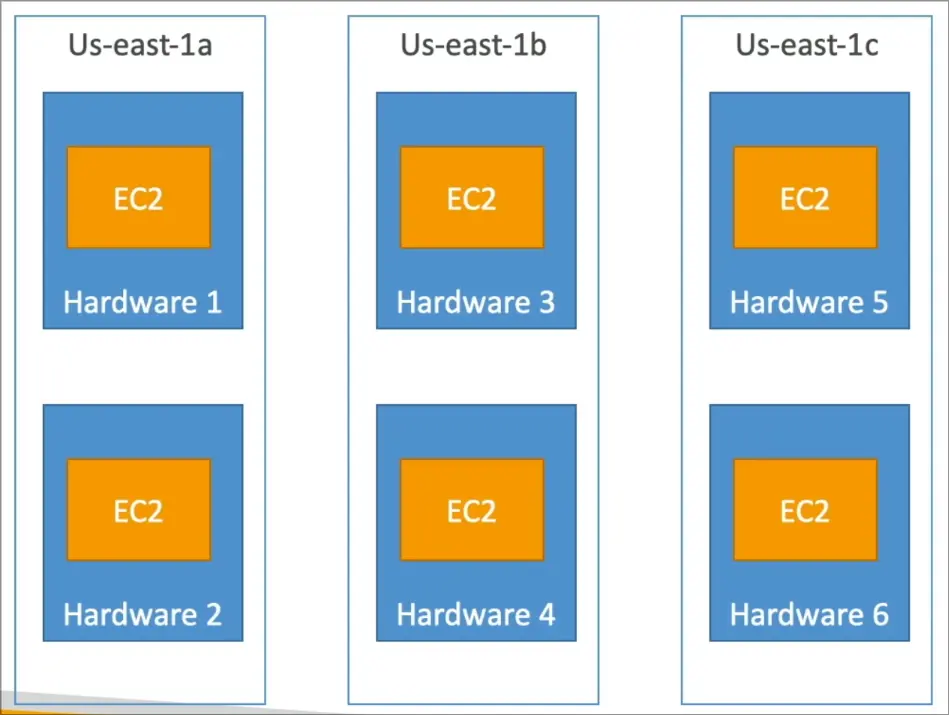 Us-east-1a
EC2
Hardware 1
EC2
Hardware 2
Us-east-1b
EC2
Hardware 3
EC2
Hardware 4
Us-east-1c
EC2
Hardware 5
EC2
Hardware 6